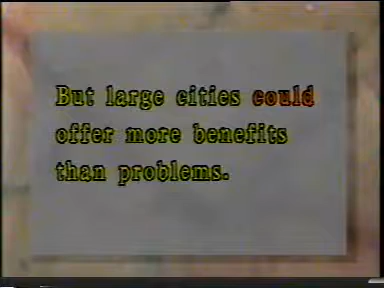 But large cities could
offer more benefits
than problems.